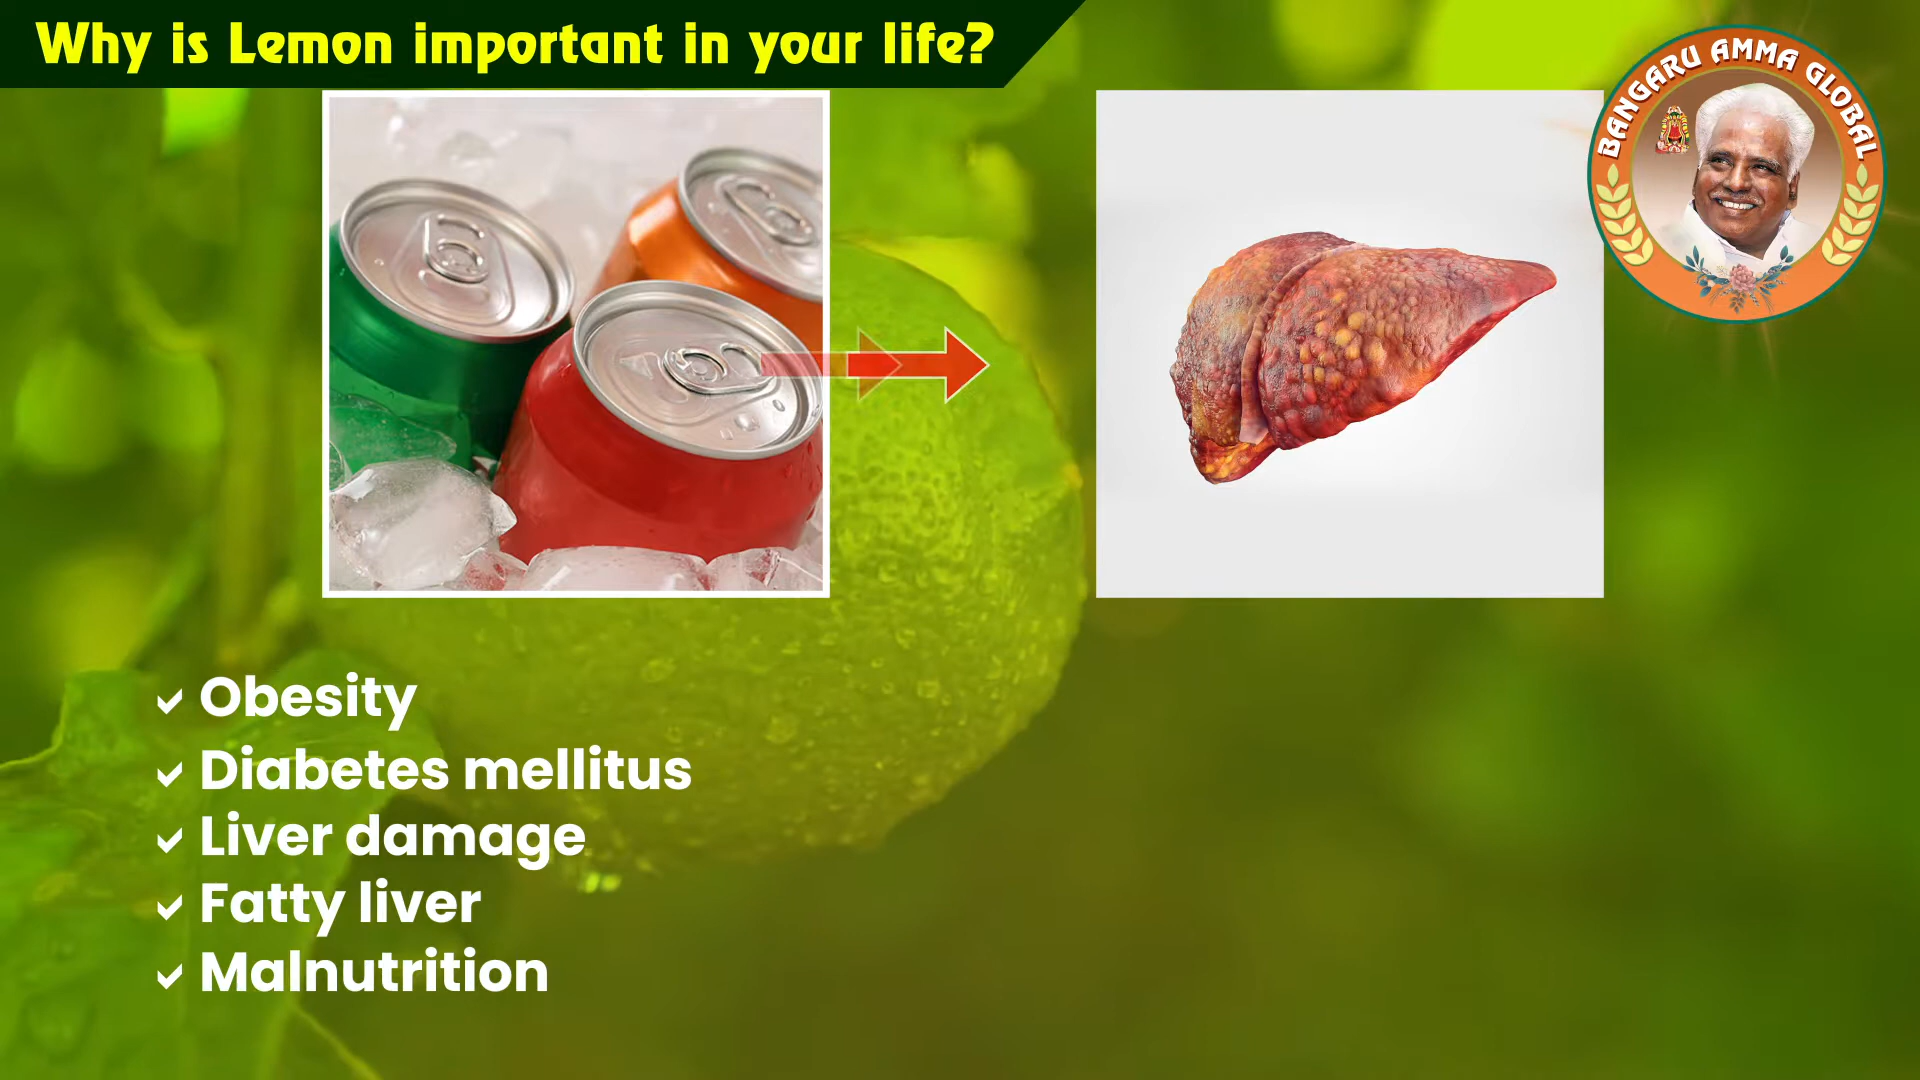 Why is Lemon important in your life?
BANGARU AMMA GLOBAL
Obesity
Diabetes mellitus
Liver damage
Fatty liver
Malnutrition